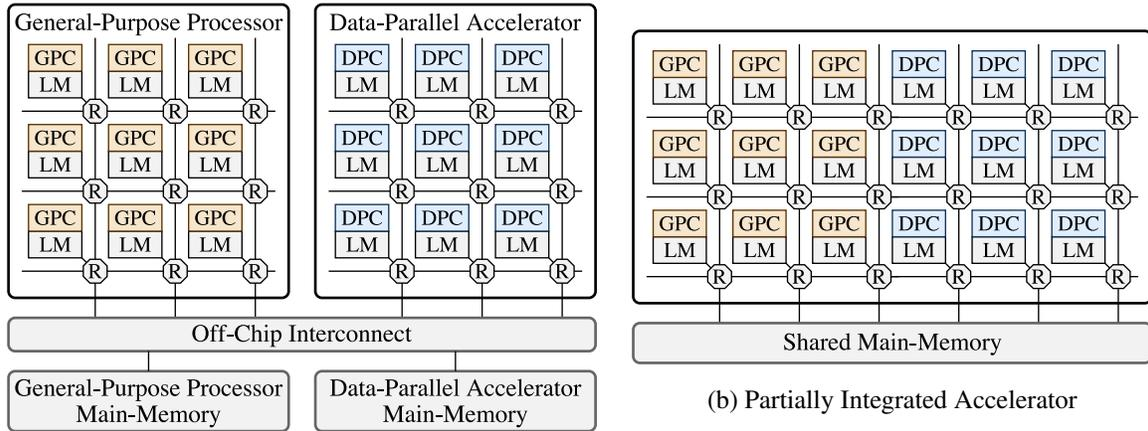 General-Purpose Processor
GPC GPC GPC
LM LM LM
R R R
GPC GPC GPC
LM LM LM
R R R
GPC GPC GPC
LM LM LM
R R R
Data-Parallel Accelerator
DPC DPC DPC
LM LM LM
R R R
DPC DPC DPC
LM LM LM
R R R
DPC DPC DPC
LM LM LM
R R R
Off-Chip Interconnect
General-Purpose Processor
Main-Memory
Data-Parallel Accelerator
Main-Memory
GPC GPC GPC DPC DPC DPC
LM LM LM LM LM LM
R R R R R R
GPC GPC GPC DPC DPC DPC
LM LM LM LM LM LM
R R R R R R
GPC GPC GPC DPC DPC DPC
LM LM LM LM LM LM
R R R R R R
Shared Main-Memory
(b) Partially Integrated Accelerator